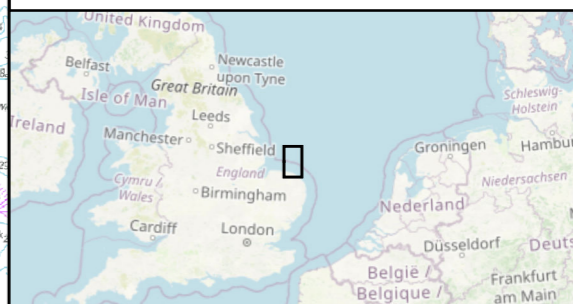 United Kingdom
Belfast
Newcastle
upon Tyne
Great Britain
Isle of Man
Schleswig-
Holstein
Ireland
Leeds
Manchester
Sheffield
Groningen
Hambu
England
Cymru /
Wales
Birmingham
Niedersachsen
Nederland
Cardiff
London
Düsseldorf
Deuts
België /
Belgique /
Frankfurt
am Main